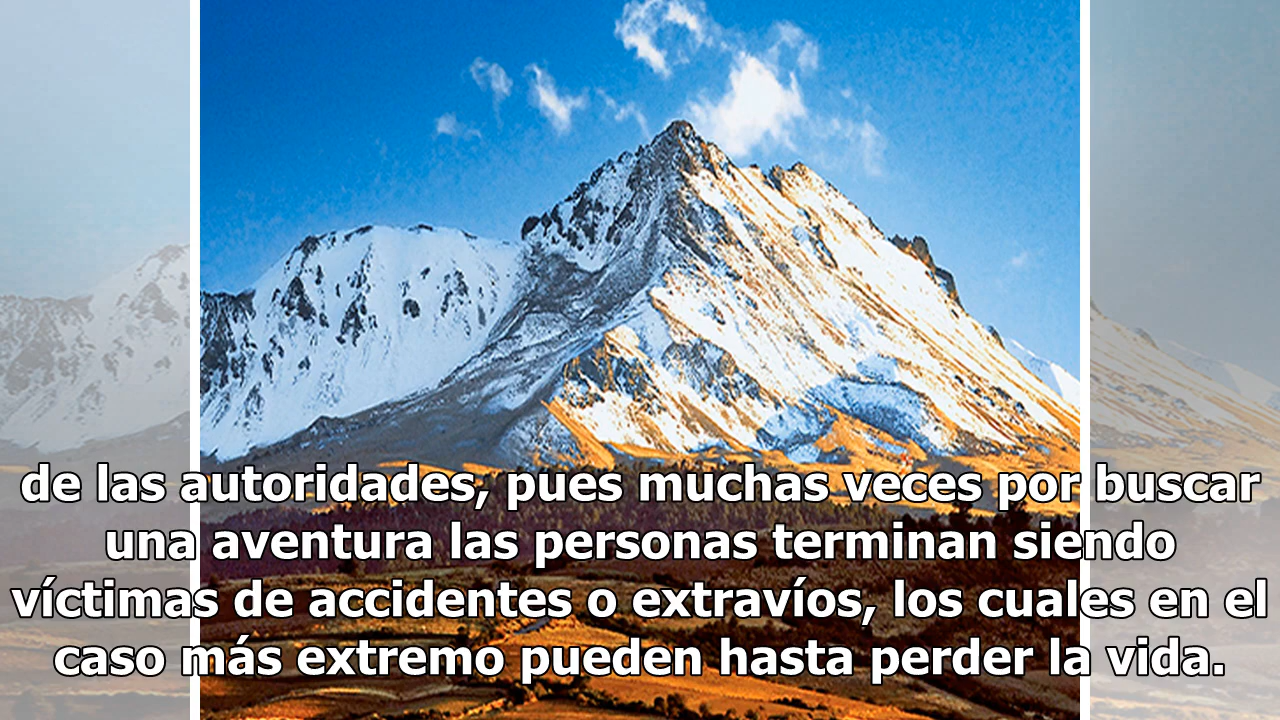 de las autoridades, pues muchas veces por buscar
una aventura las personas terminan siendo
víctimas de accidentes o extravíos, los cuales en el
caso más extremo pueden hasta perder la vida.